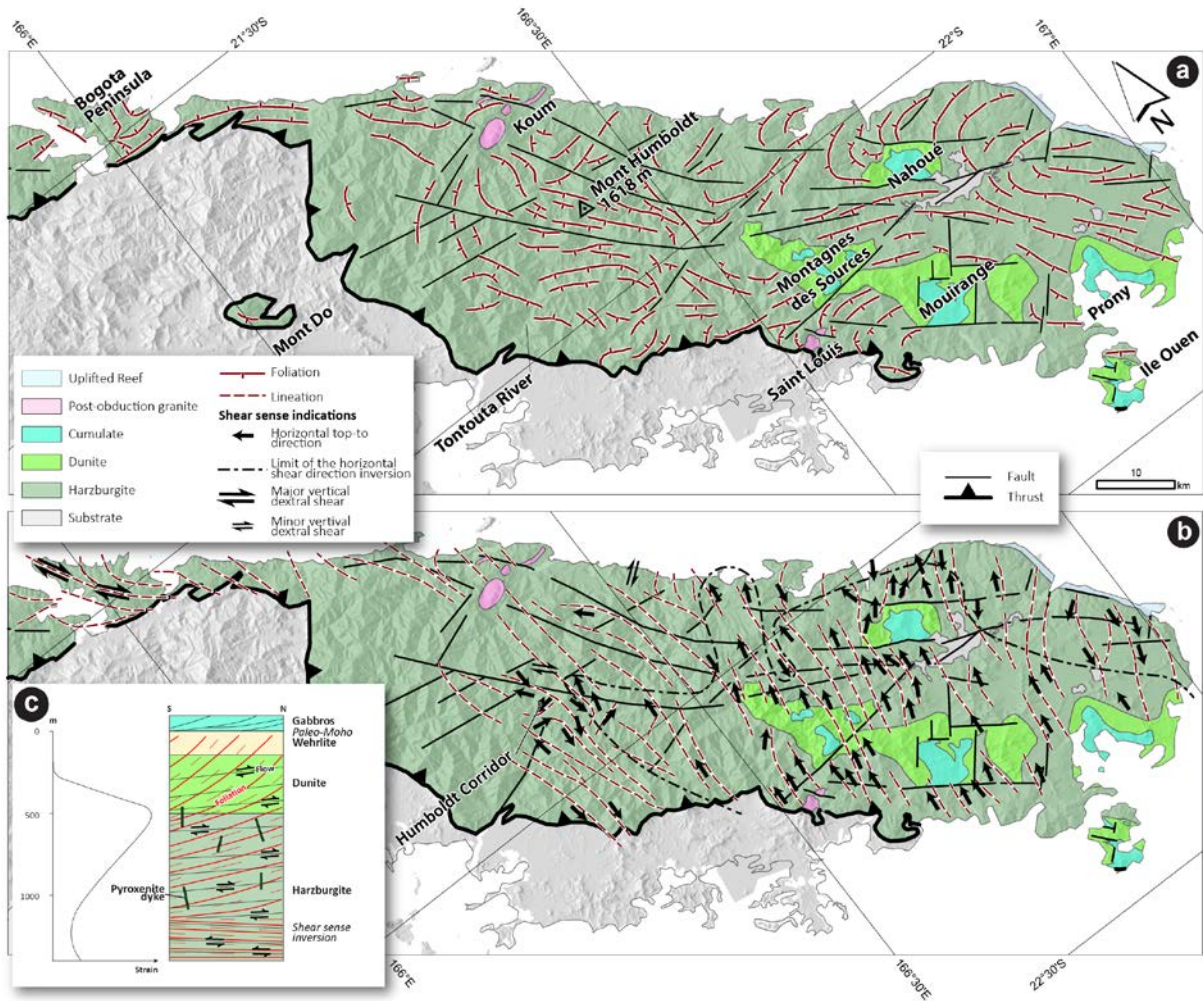 166°E
21°30'S
166°30'E
22°S
167°E
a
N
Bogota
Peninsula
Koum
Mont Humboldt
1618 m
Nahoué
Montagnes
des Sources
Mouirange
Prony
Ile Ouen
Mont Do
Tontouta River
Saint Louis
Uplifted Reef
Post-obduction granite
Cumulate
Dunite
Harzburgite
Substrate
Foliation
Lineation
Shear sense indications
Horizontal top-to
direction
Limit of the horizontal
shear direction inversion
Major vertical
dextral shear
Minor vertival
dextral shear
10
km
Fault
Thrust
b
Humboldt Corridor
c
m
S
N
0
500
1000
Gabbros
Paleo-Moho
Wehrlite
Flow
Dunite
Foliation
Pyroxenite
dyke
Harzburgite
Shear sense
inversion
Strain
166°E
166°30'E
22°30'S